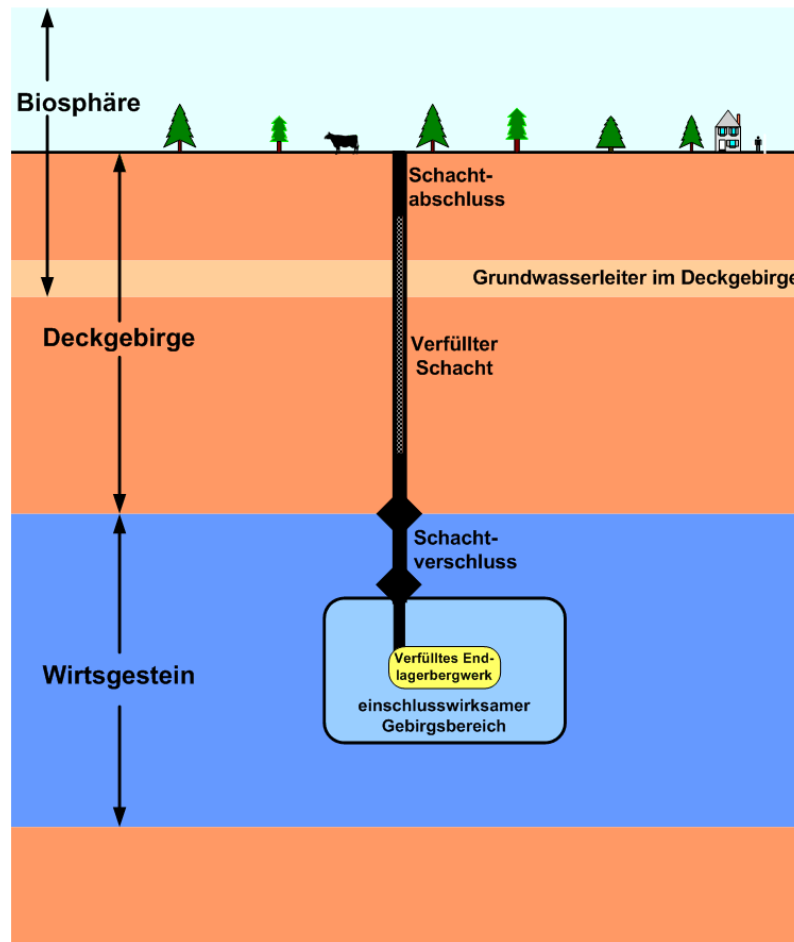 Biosphäre
Schacht-
abschluss
Grundwasserleiter im Deckgebirge
Deckgebirge
Verfüllter
Schacht
Schacht-
verschluss
Wirtsgestein
Verfülltes End-
lagerbergwerk
einschlusswirksamer
Gebirgsbereich